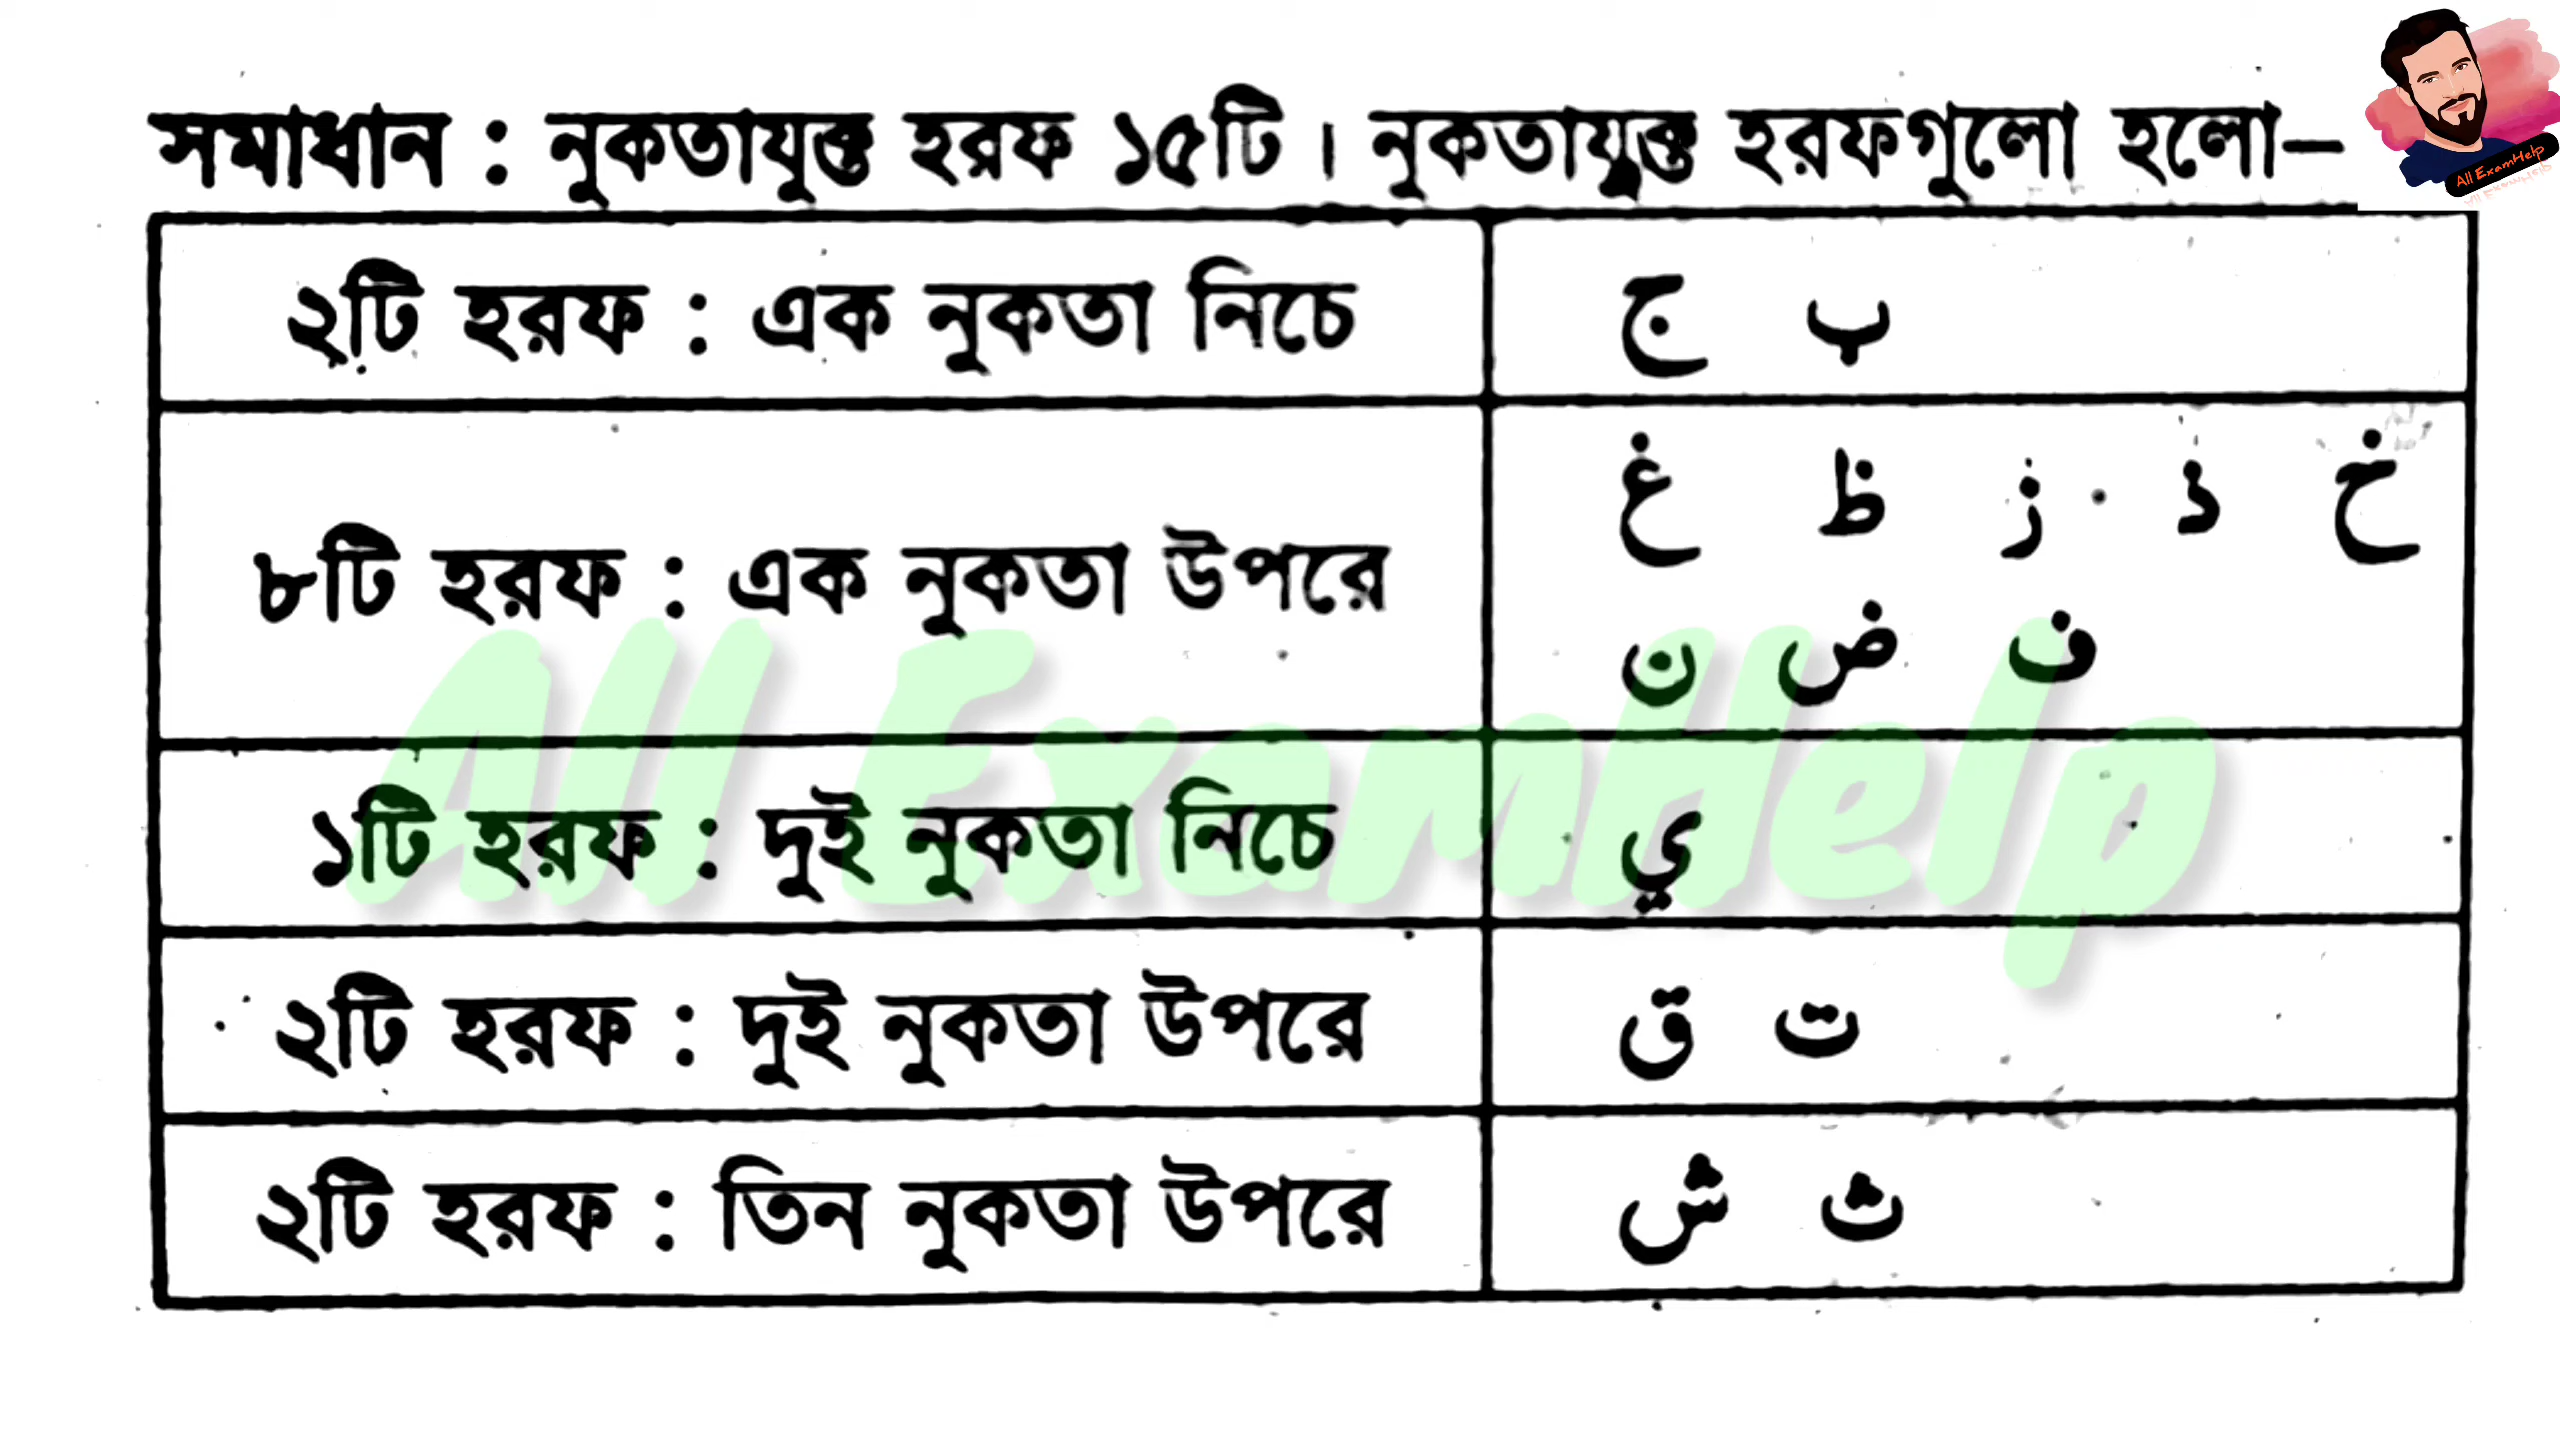 সমাধান : নুকতাযুক্ত হরফ ১৫টি। নুকতাযুক্ত হরফগুলো হলো–
All ExamHelp
২টি হরফ : এক নুকতা নিচে
ج ب
৮টি হরফ : এক নুকতা উপরে
غ ظ ز ذ خ
ن ض ف
১টি হরফ : দুই নুকতা নিচে
ي
২টি হরফ : দুই নুকতা উপরে
ق ت
২টি হরফ : তিন নুকতা উপরে
ش ث
All ExamHelp